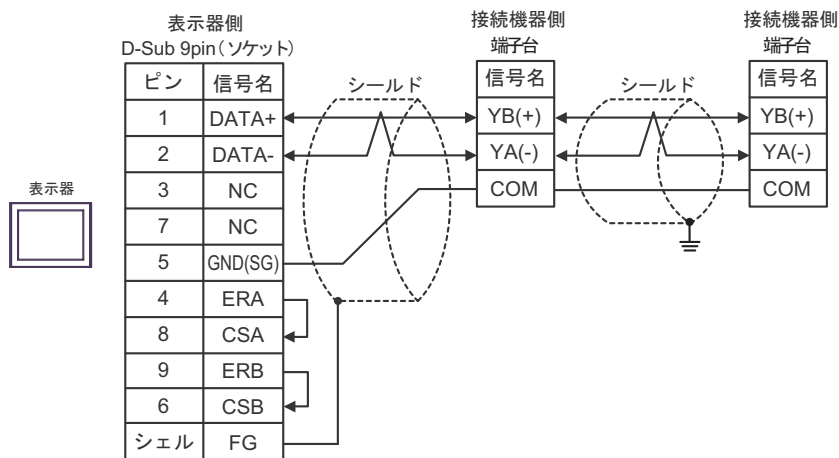 表示器側
D-Sub 9pin（ソケット）
ピン 信号名
1 DATA+
2 DATA-
3 NC
7 NC
5 GND(SG)
4 ERA
8 CSA
9 ERB
6 CSB
シェル FG
表示器
シールド
接続機器側
端子台
信号名
YB(+)
YA(-)
COM
シールド
接続機器側
端子台
信号名
YB(+)
YA(-)
COM